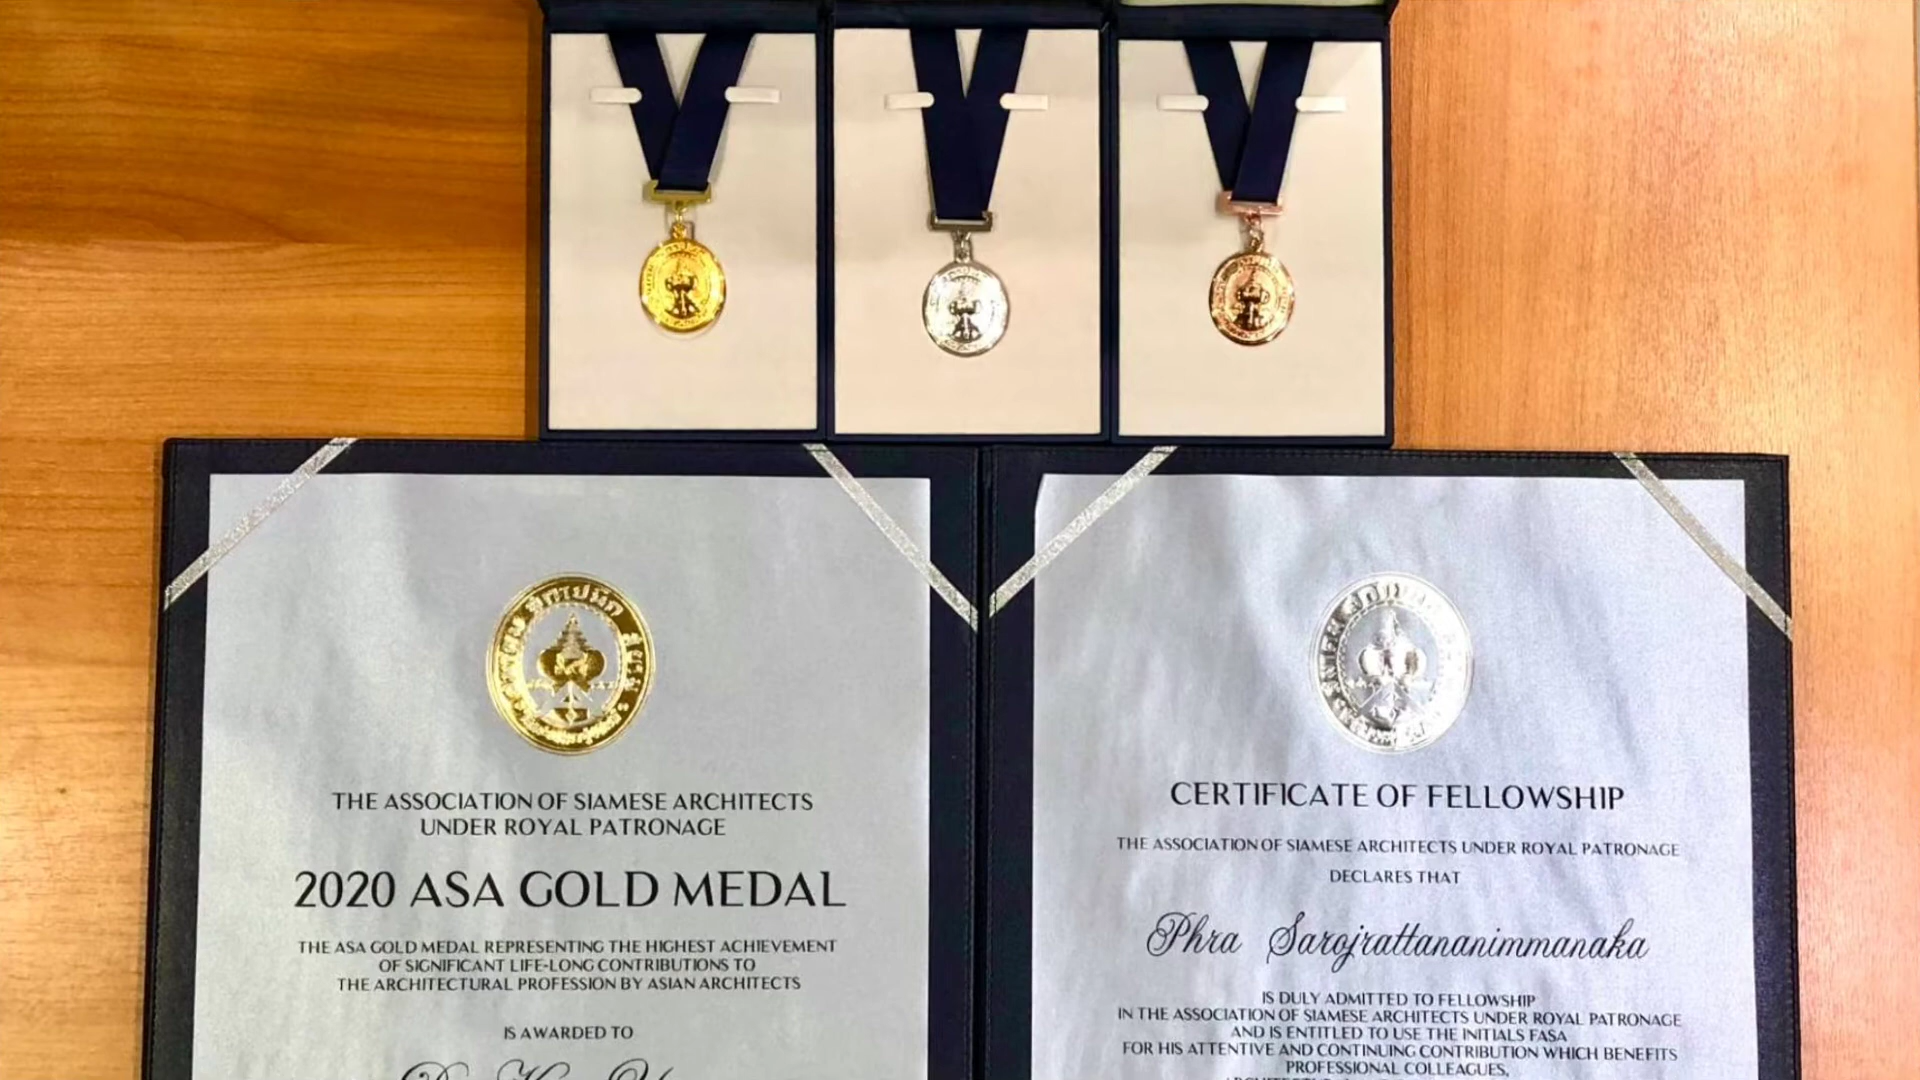 THE ASSOCIATION OF SIAMESE ARCHITECTS
UNDER ROYAL PATRONAGE
2020 ASA GOLD MEDAL
THE ASA GOLD MEDAL REPRESENTING THE HIGHEST ACHIEVEMENT
OF SIGNIFICANT LIFE-LONG CONTRIBUTIONS TO
THE ARCHITECTURAL PROFESSION BY ASIAN ARCHITECTS
IS AWARDED TO
CERTIFICATE OF FELLOWSHIP
THE ASSOCIATION OF SIAMESE ARCHITECTS UNDER ROYAL PATRONAGE
DECLARES THAT
Phra Sarojrattananimmanaka
IS DULY ADMITTED TO FELLOWSHIP
IN THE ASSOCIATION OF SIAMESE ARCHITECTS UNDER ROYAL PATRONAGE
AND IS ENTITLED TO USE THE INITIALS FASA
FOR HIS ATTENTIVE AND CONTINUING CONTRIBUTION WHICH BENEFITS
PROFESSIONAL COLLEAGUES,